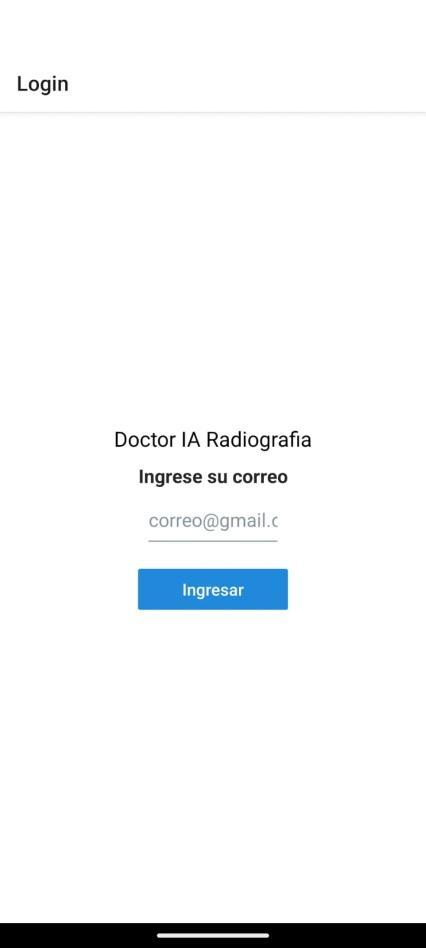 Login
Doctor IA Radiografia
Ingrese su correo
correo@gmail.c
Ingresar